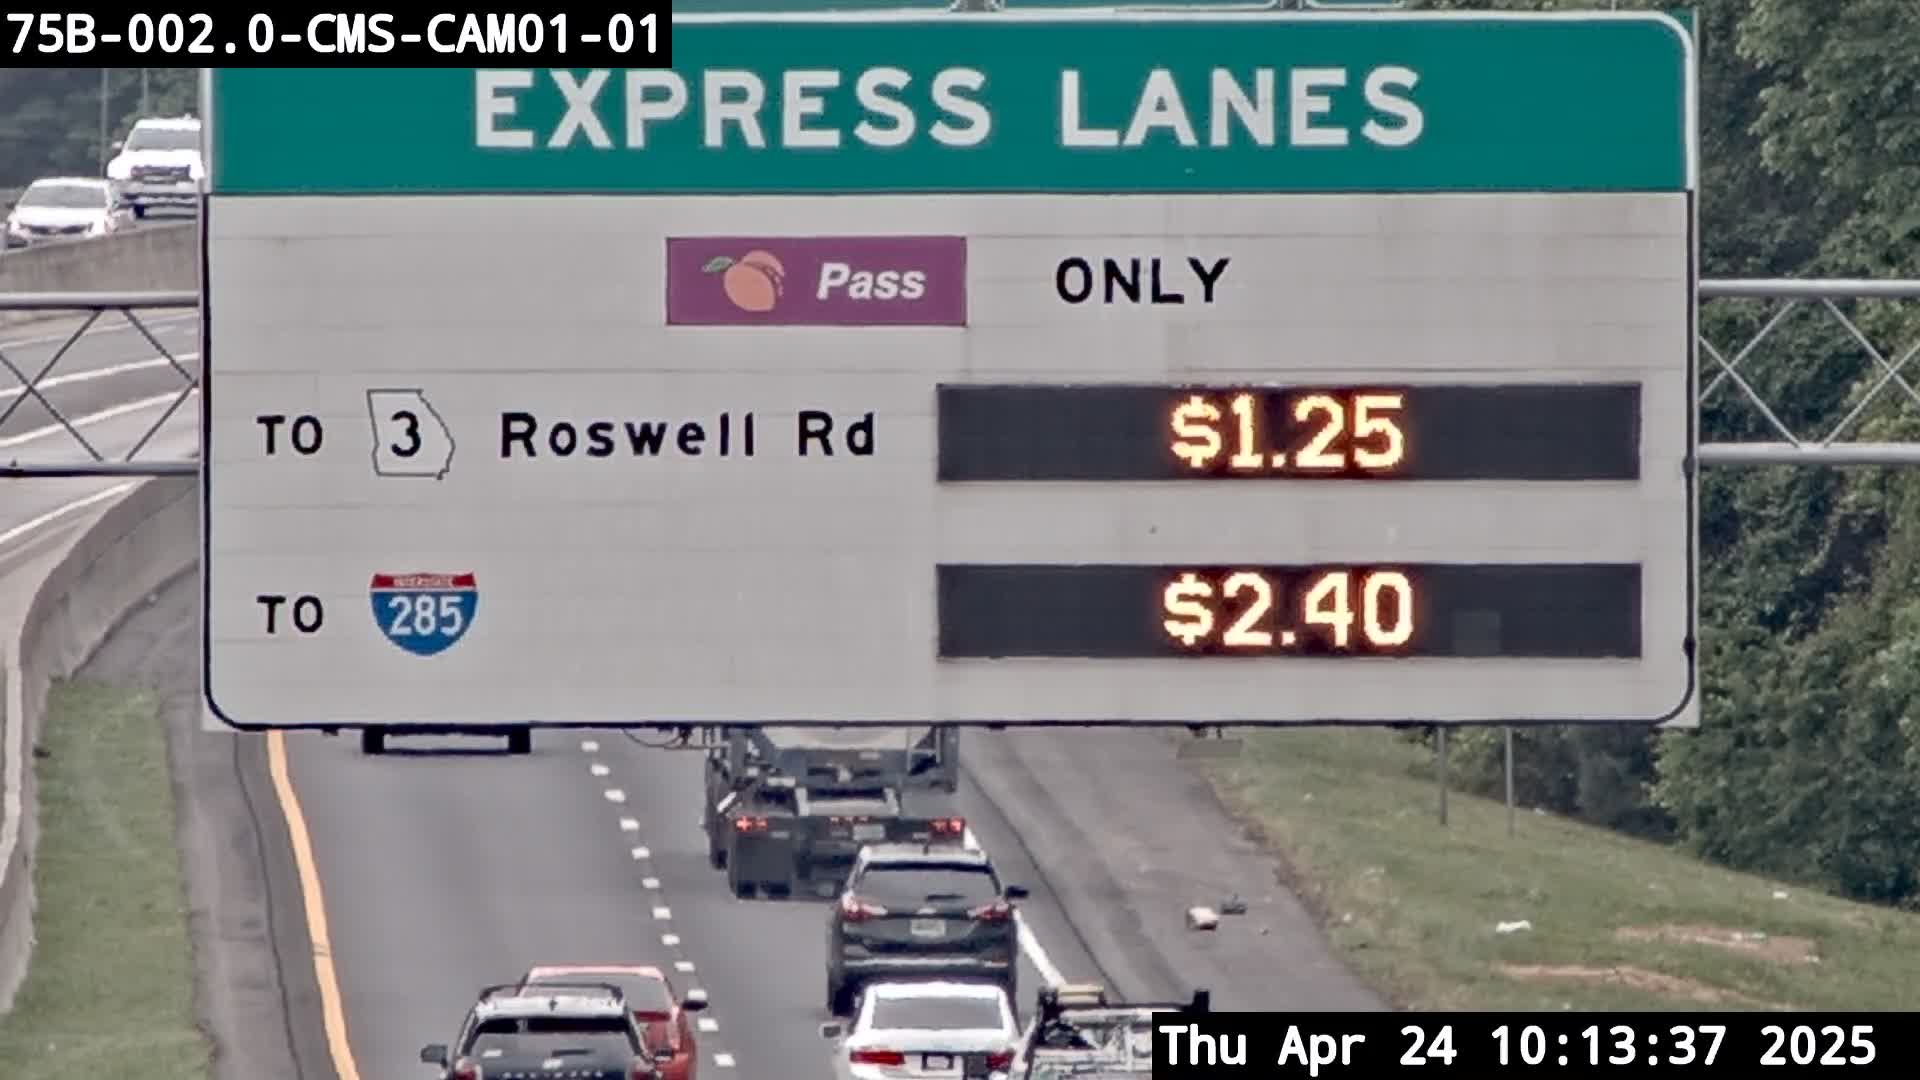 75B-002.0-CMS-CAM01-01
EXPRESS LANES
Pass ONLY
TO 3 Roswell Rd $1.25
INTERSTATE
TO 285 $2.40
Thu Apr 24 10:13:37 2025